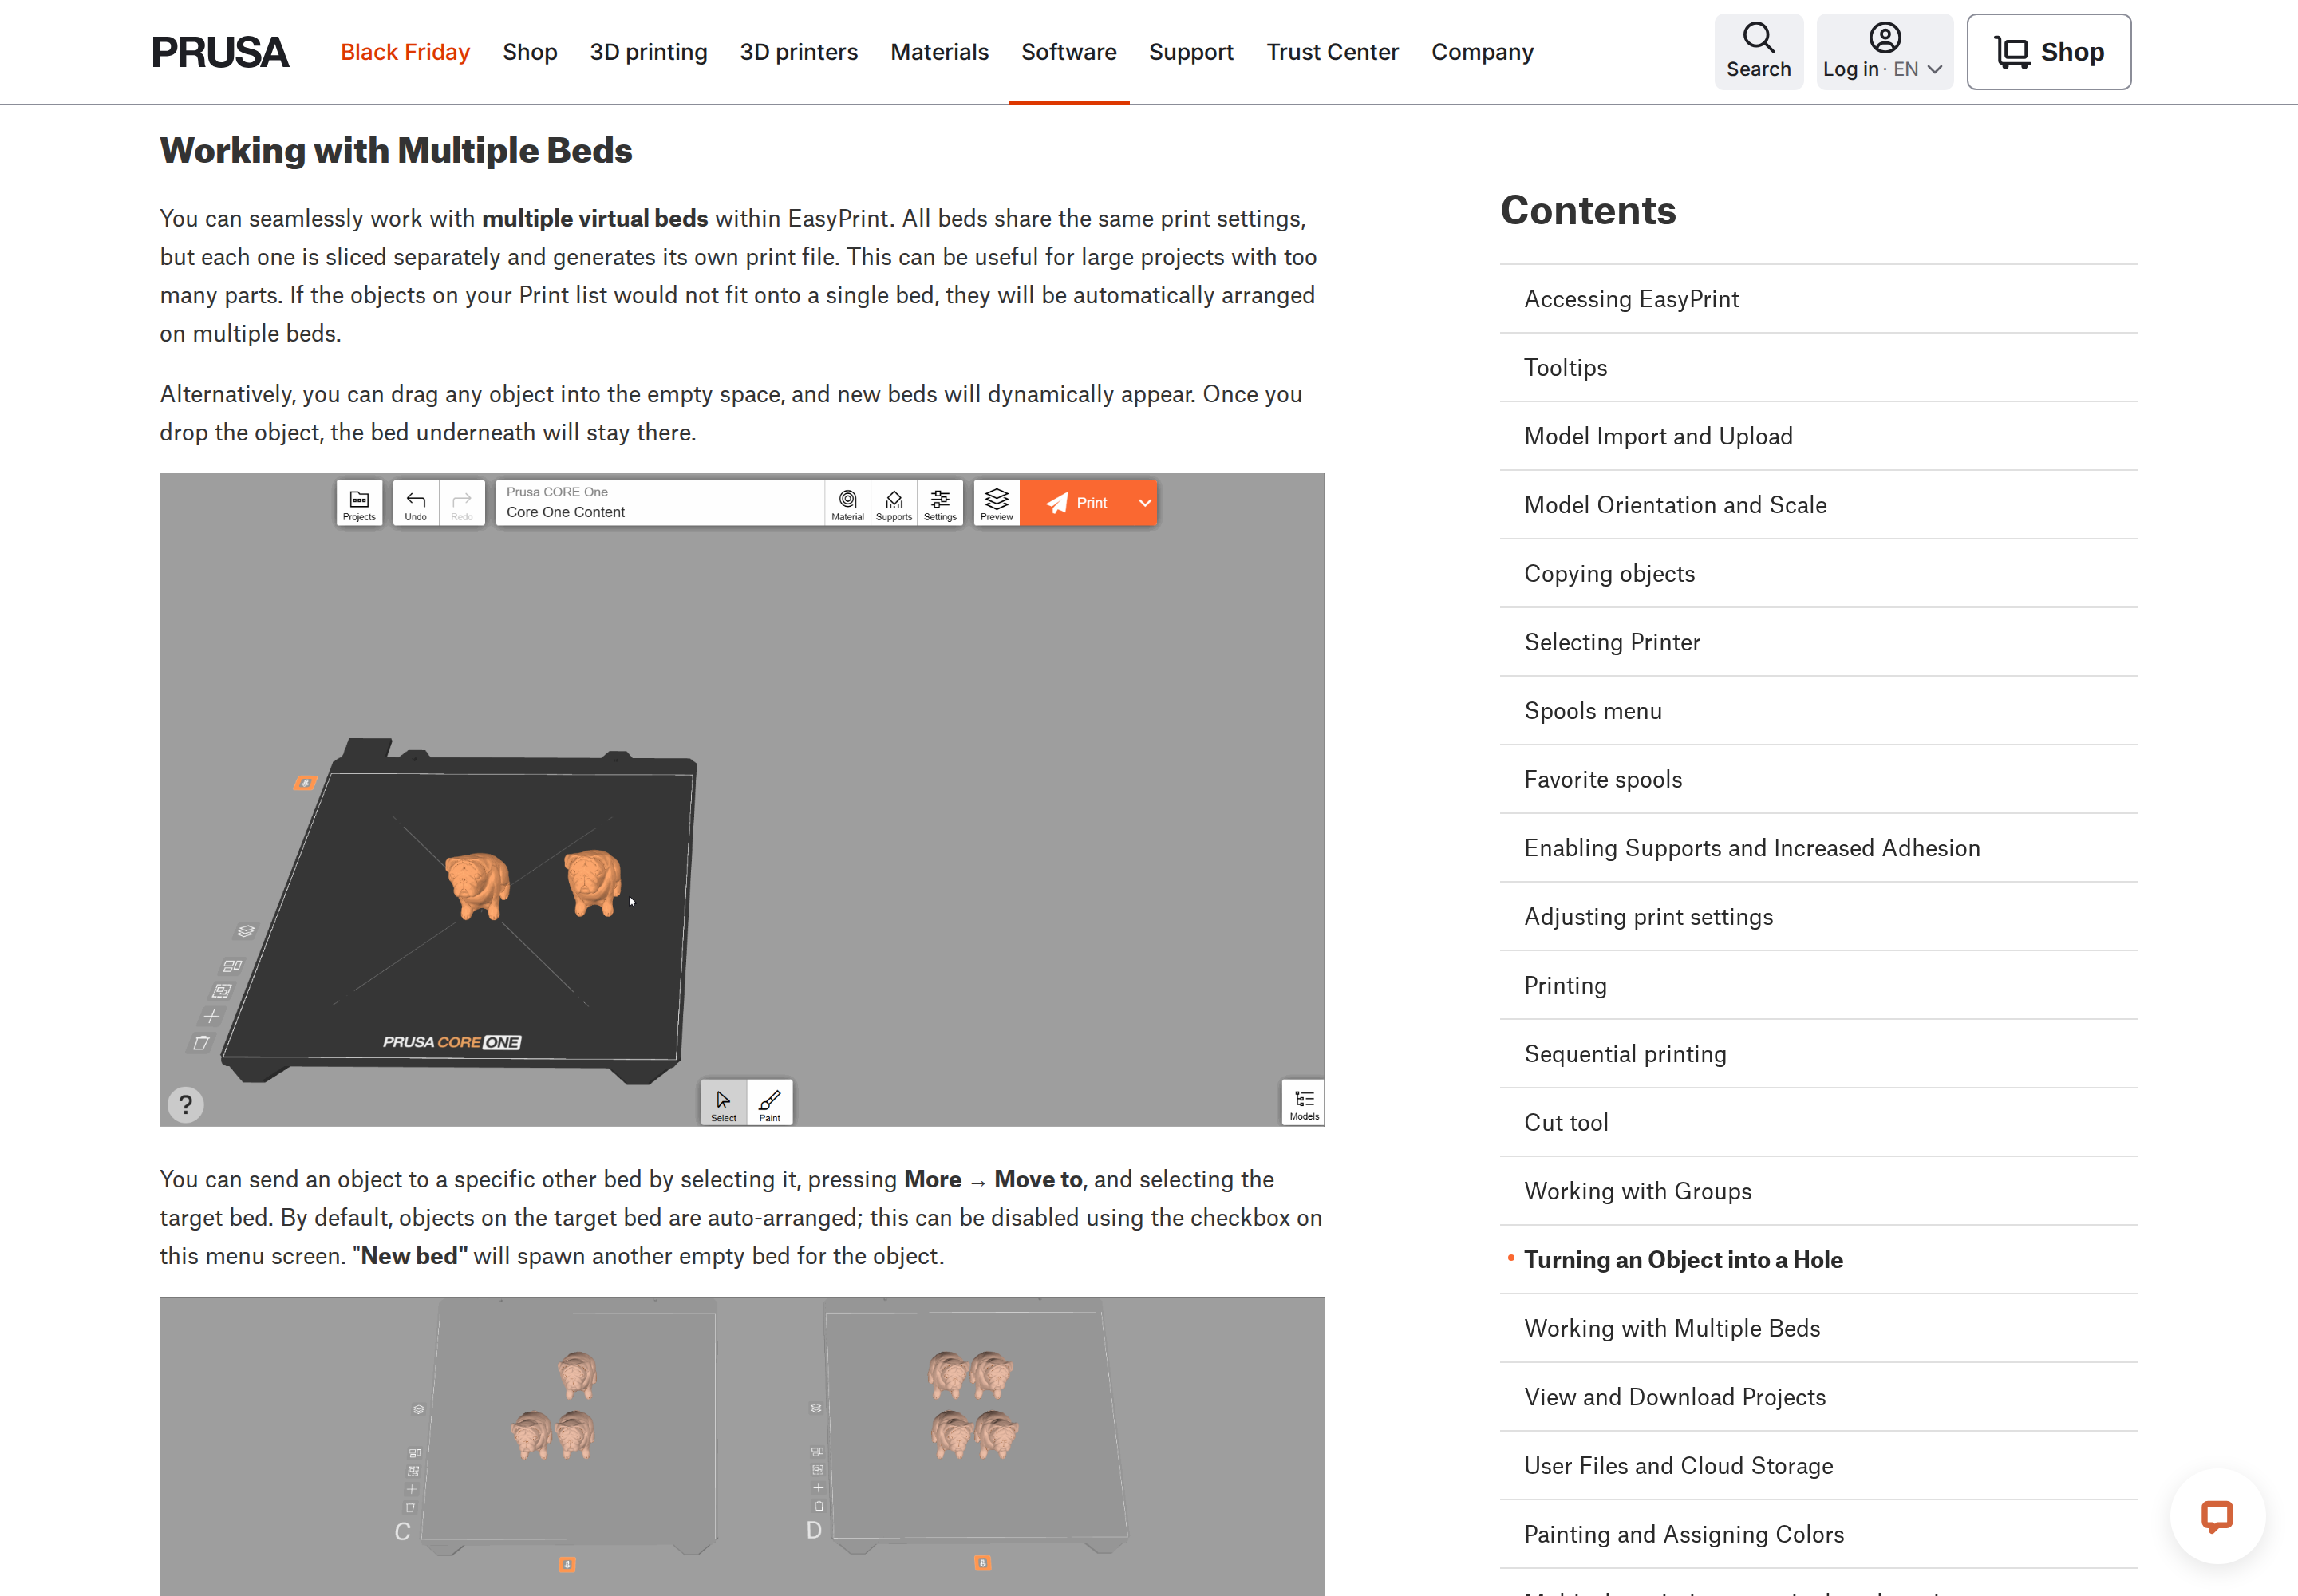 PRUSA
Black Friday
Shop
3D printing
3D printers
Materials
Software
Support
Trust Center
Company
Search
Log in · EN
Shop
Working with Multiple Beds
You can seamlessly work with multiple virtual beds within EasyPrint. All beds share the same print settings,
but each one is sliced separately and generates its own print file. This can be useful for large projects with too
many parts. If the objects on your Print list would not fit onto a single bed, they will be automatically arranged
on multiple beds.
Alternatively, you can drag any object into the empty space, and new beds will dynamically appear. Once you
drop the object, the bed underneath will stay there.
Projects
Undo
Redo
Prusa CORE One
Core One Content
Material
Supports
Settings
Preview
Print
PRUSA CORE ONE
?
Select
Paint
Models
You can send an object to a specific other bed by selecting it, pressing More → Move to, and selecting the
target bed. By default, objects on the target bed are auto-arranged; this can be disabled using the checkbox on
this menu screen. "New bed" will spawn another empty bed for the object.
C
D
Contents
Accessing EasyPrint
Tooltips
Model Import and Upload
Model Orientation and Scale
Copying objects
Selecting Printer
Spools menu
Favorite spools
Enabling Supports and Increased Adhesion
Adjusting print settings
Printing
Sequential printing
Cut tool
Working with Groups
Turning an Object into a Hole
Working with Multiple Beds
View and Download Projects
User Files and Cloud Storage
Painting and Assigning Colors